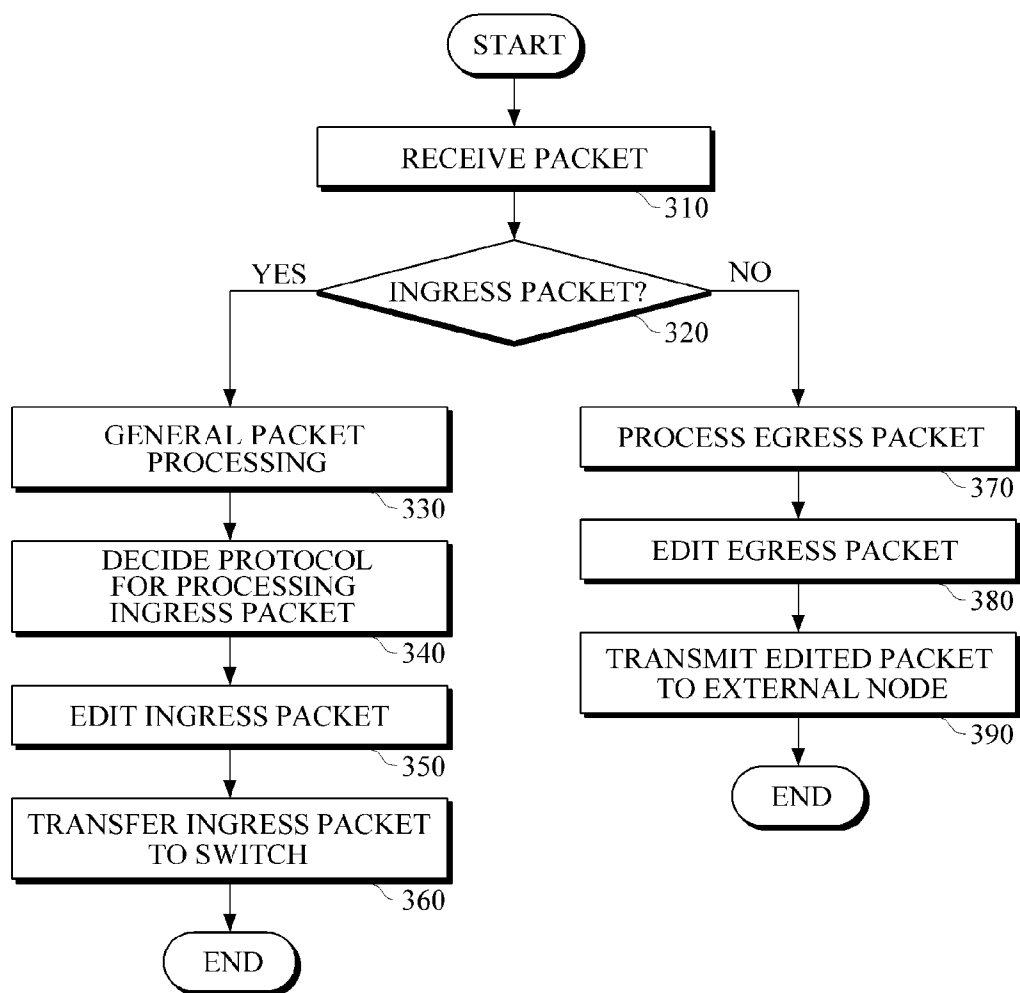 START
RECEIVE PACKET
310
YES
INGRESS PACKET?
NO
320
GENERAL PACKET
PROCESSING
330
DECIDE PROTOCOL
FOR PROCESSING
INGRESS PACKET
340
EDIT INGRESS PACKET
350
TRANSFER INGRESS PACKET
TO SWITCH
360
END
PROCESS EGRESS PACKET
370
EDIT EGRESS PACKET
380
TRANSMIT EDITED PACKET
TO EXTERNAL NODE
390
END